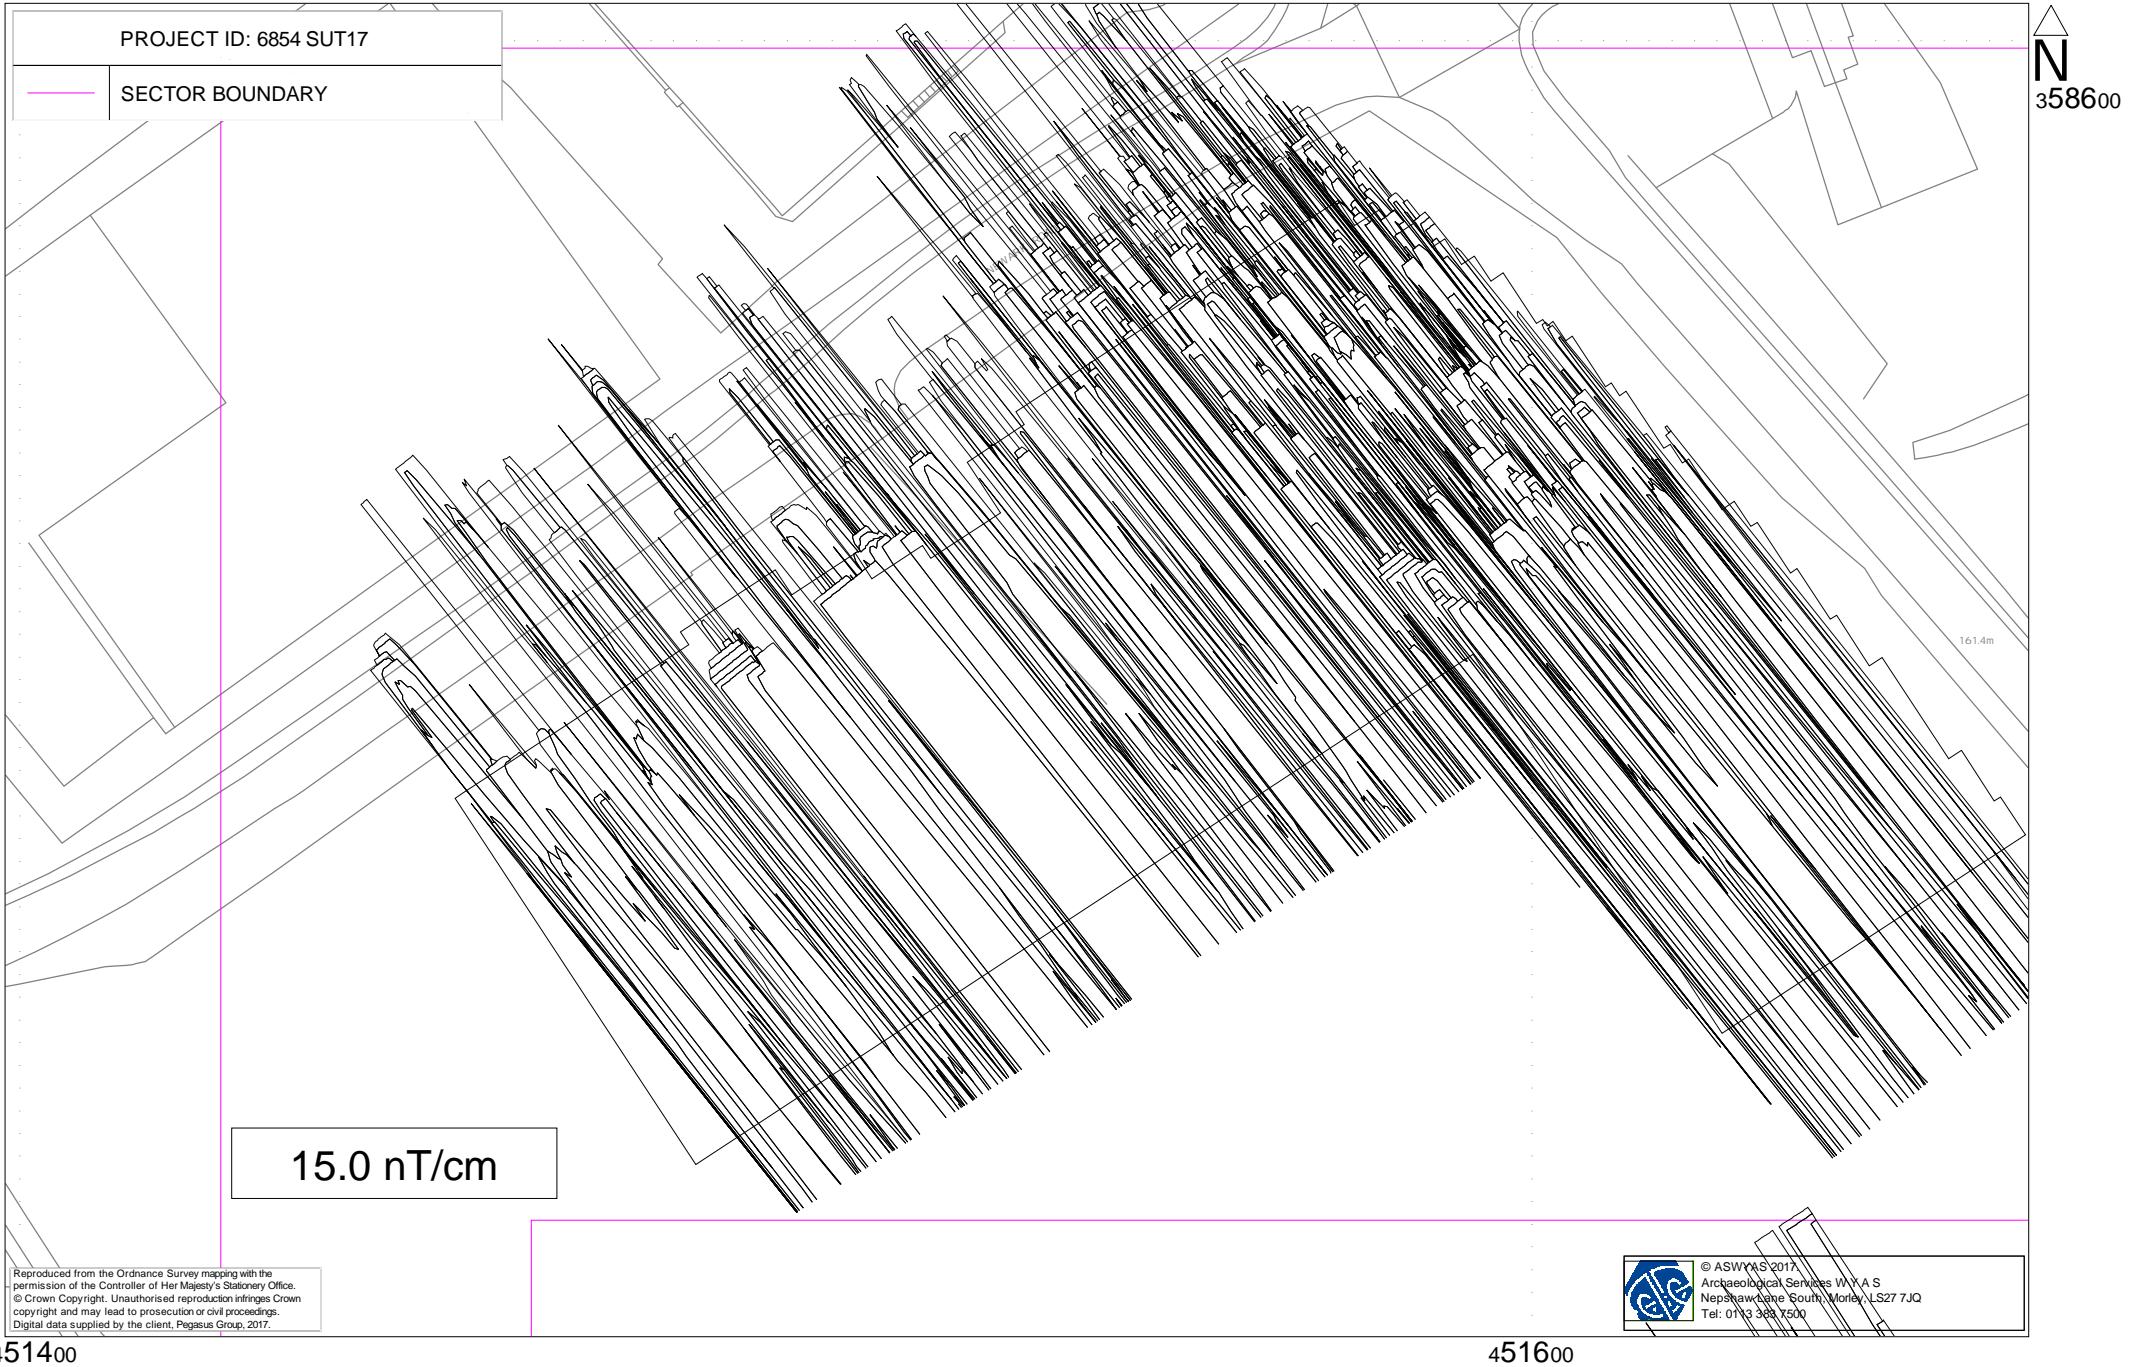 PROJECT ID: 6854 SUT17
SECTOR BOUNDARY
N
358600
161.4m
15.0 nT/cm
Reproduced from the Ordnance Survey mapping with the
permission of the Controller of Her Majesty's Stationery Office.
© Crown Copyright. Unauthorised reproduction infringes Crown
copyright and may lead to prosecution or civil proceedings.
Digital data supplied by the client, Pegasus Group, 2017.
© ASWYAS 2017.
Archaeological Services W Y A S
Nepshaw Lane South, Morley, LS27 7JQ
Tel: 0113 383 7500
451400
451600